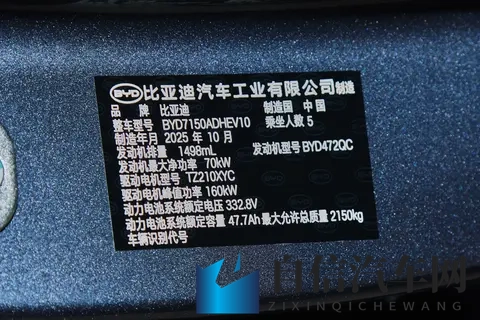 BYD 比亚迪汽车工业有限公司制造
品 牌 比亚迪 制造国 中国
整车型号 BYD7150ADHEV10 乘坐人数 5
制造年月 2025 年 10 月
发动机排量 1498mL 发动机型号 BYD472QC
发动机最大净功率 70kW
驱动电机型号 TZ210XYC
驱动电机峰值功率 160kW
动力电池系统额定电压 332.8V
动力电池系统额定容量 47.7Ah 最大允许总质量 2150kg
车辆识别代号
自信汽车网
ZIXINQICHEWANG